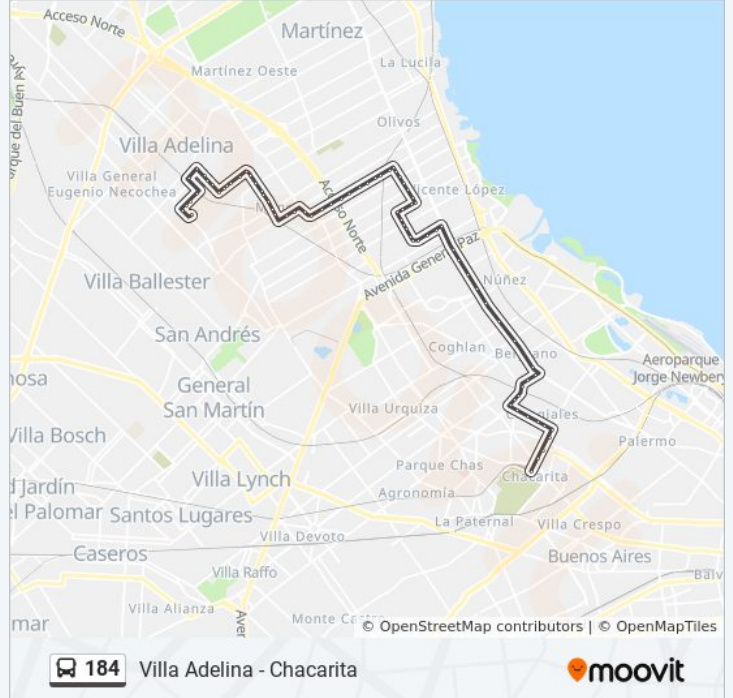 Acceso Norte
Martínez
La Lucila
Martínez Oeste
Olivos
Villa Adelina
Villa General
Eugenio Necochea
Vicente López
Acceso Norte
Avenida General Paz
Villa Ballester
Núñez
San Andrés
Coghlan
Belgrano
Aeroparque
Jorge Newbery
General
San Martín
Villa Urquiza
Colegiales
Villa Bosch
Palermo
Parque Chas
Chacarita
Villa Lynch
Agronomía
Santos Lugares
La Paternal
Villa Crespo
Villa Devoto
Caseros
Buenos Aires
Villa Raffo
Villa Alianza
Monte Castro
© OpenStreetMap contributors | © OpenMapTiles
184 Villa Adelina - Chacarita
moovit